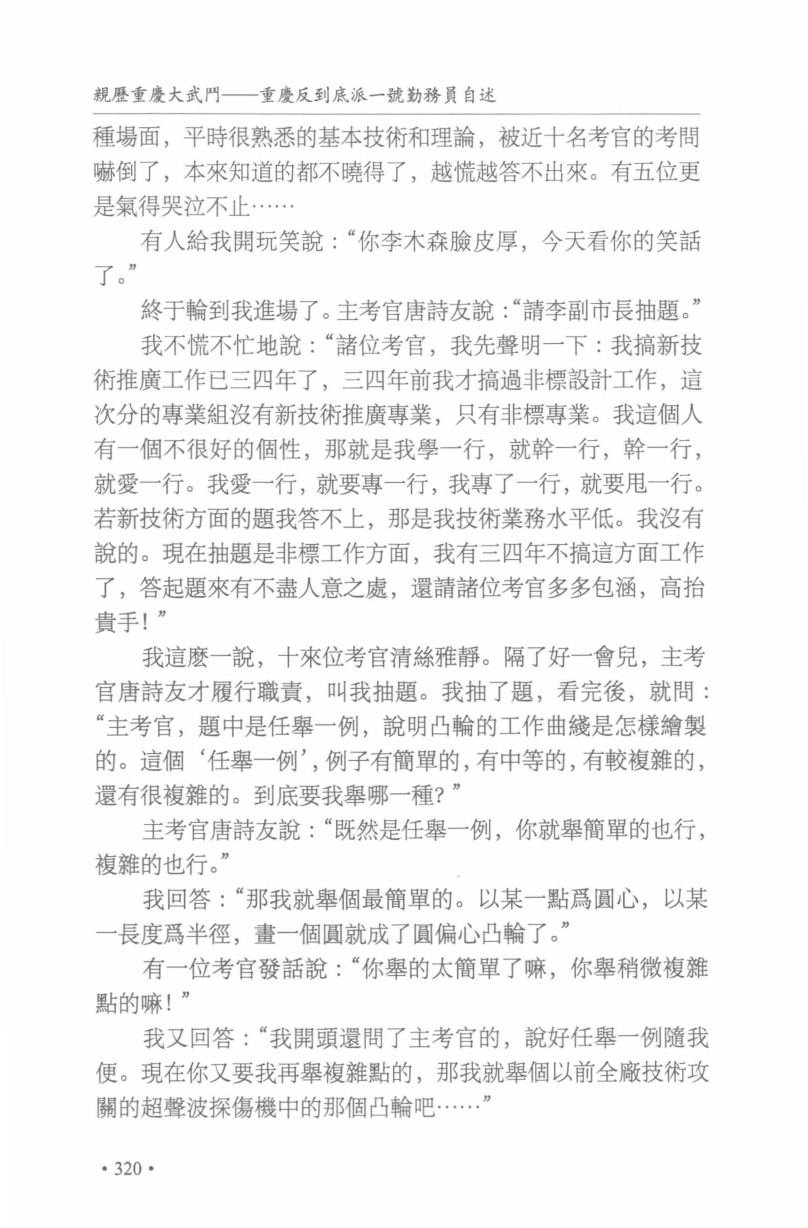 親歷重慶大武鬥——重慶反到底派一號勤務員自述
種場面，平時很熟悉的基本技術和理論，被近十名考官的考問
嚇倒了，本來知道的都不曉得了，越慌越答不出來。有五位更
是氣得哭泣不止……
有人給我開玩笑說：“你李木森臉皮厚，今天看你的笑話
了。”
終于輪到我進場了。主考官唐詩友說：“請李副市長抽題。”
我不慌不忙地說：“諸位考官，我先聲明一下：我搞新技
術推廣工作已三四年了，三四年前我才搞過非標設計工作，這
次分的專業組沒有新技術推廣專業，只有非標專業。我這個人
有一個不很好的個性，那就是我學一行，就幹一行，幹一行，
就愛一行。我愛一行，就要專一行，我專了一行，就要甩一行。
若新技術方面的題我答不上，那是我技術業務水平低。我沒有
說的。現在抽題是非標工作方面，我有三四年不搞這方面工作
了，答起題來有不盡人意之處，還請諸位考官多多包涵，高抬
貴手！”
我這麽一說，十來位考官清絲雅靜。隔了好一會兒，主考
官唐詩友才履行職責，叫我抽題。我抽了題，看完後，就問：
“主考官，題中是任舉一例，說明凸輪的工作曲綫是怎樣繪製
的。這個‘任舉一例’，例子有簡單的，有中等的，有較複雜的，
還有很複雜的。到底要我舉哪一種？”
主考官唐詩友說：“既然是任舉一例，你就舉簡單的也行，
複雜的也行。”
我回答：“那我就舉個最簡單的。以某一點爲圓心，以某
一長度爲半徑，畫一個圓就成了圓偏心凸輪了。”
有一位考官發話說：“你舉的太簡單了嘛，你舉稍微複雜
點的嘛！”
我又回答：“我開頭還問了主考官的，說好任舉一例隨我
便。現在你又要我再舉複雜點的，那我就舉個以前全廠技術攻
關的超聲波探傷機中的那個凸輪吧……”
·320·